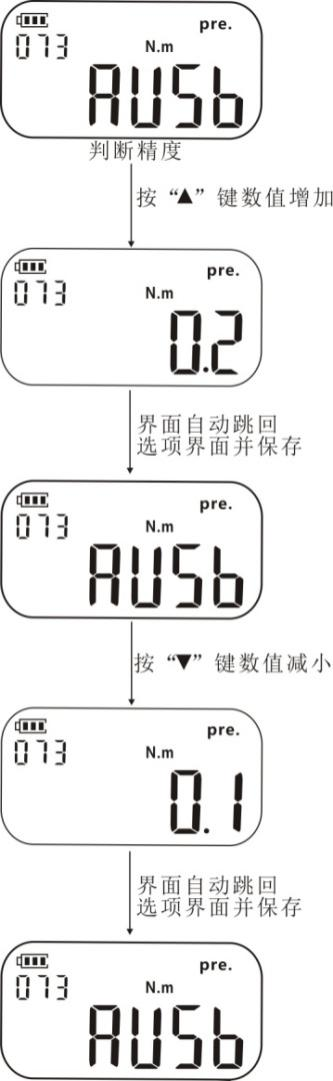 pre.
073
N.m
AUSb
判断精度
按“▲”键数值增加
pre.
073
N.m
0.2
界面自动跳回
选项界面并保存
pre.
073
N.m
AUSb
按“▼”键数值减小
pre.
073
N.m
0.1
界面自动跳回
选项界面并保存
pre.
073
N.m
AUSb